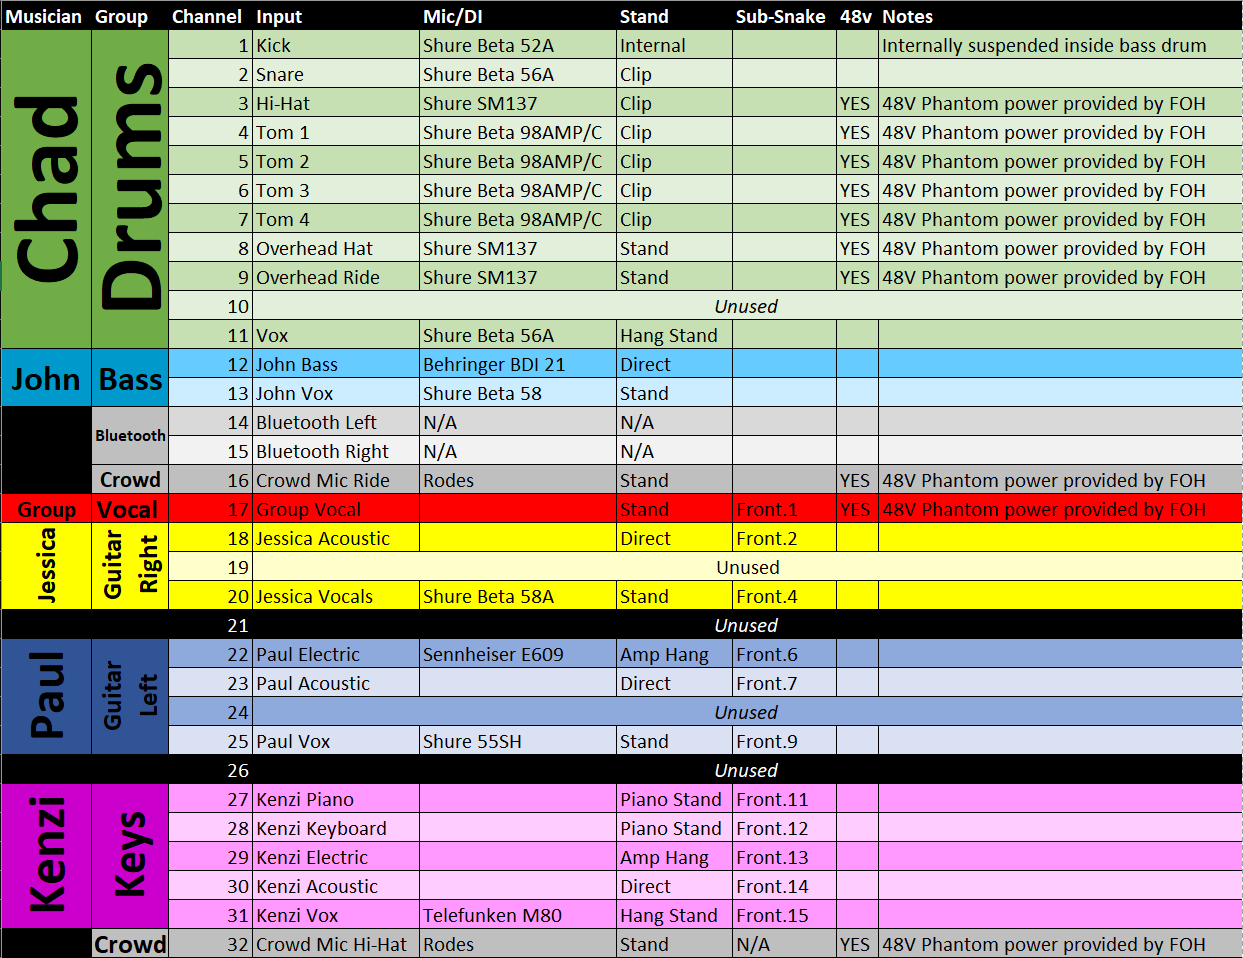 Musician Group Channel Input Mic/DI Stand Sub-Snake 48v Notes
Chad Drums
1 Kick Shure Beta 52A Internal Internally suspended inside bass drum
2 Snare Shure Beta 56A Clip
3 Hi-Hat Shure SM137 Clip YES 48V Phantom power provided by FOH
4 Tom 1 Shure Beta 98AMP/C Clip YES 48V Phantom power provided by FOH
5 Tom 2 Shure Beta 98AMP/C Clip YES 48V Phantom power provided by FOH
6 Tom 3 Shure Beta 98AMP/C Clip YES 48V Phantom power provided by FOH
7 Tom 4 Shure Beta 98AMP/C Clip YES 48V Phantom power provided by FOH
8 Overhead Hat Shure SM137 Stand YES 48V Phantom power provided by FOH
9 Overhead Ride Shure SM137 Stand YES 48V Phantom power provided by FOH
10 Unused
11 Vox Shure Beta 56A Hang Stand
John Bass
12 John Bass Behringer BDI 21 Direct
13 John Vox Shure Beta 58 Stand
Bluetooth
14 Bluetooth Left N/A N/A
15 Bluetooth Right N/A N/A
Crowd 16 Crowd Mic Ride Rodes Stand YES 48V Phantom power provided by FOH
Group Vocal 17 Group Vocal Stand Front.1 YES 48V Phantom power provided by FOH
Jessica Guitar Right
18 Jessica Acoustic Direct Front.2
19 Unused
20 Jessica Vocals Shure Beta 58A Stand Front.4
21 Unused
Paul Guitar Left
22 Paul Electric Sennheiser E609 Amp Hang Front.6
23 Paul Acoustic Direct Front.7
24 Unused
25 Paul Vox Shure 55SH Stand Front.9
26 Unused
Kenzi Keys
27 Kenzi Piano Piano Stand Front.11
28 Kenzi Keyboard Piano Stand Front.12
29 Kenzi Electric Amp Hang Front.13
30 Kenzi Acoustic Direct Front.14
31 Kenzi Vox Telefunken M80 Hang Stand Front.15
Crowd 32 Crowd Mic Hi-Hat Rodes Stand N/A YES 48V Phantom power provided by FOH